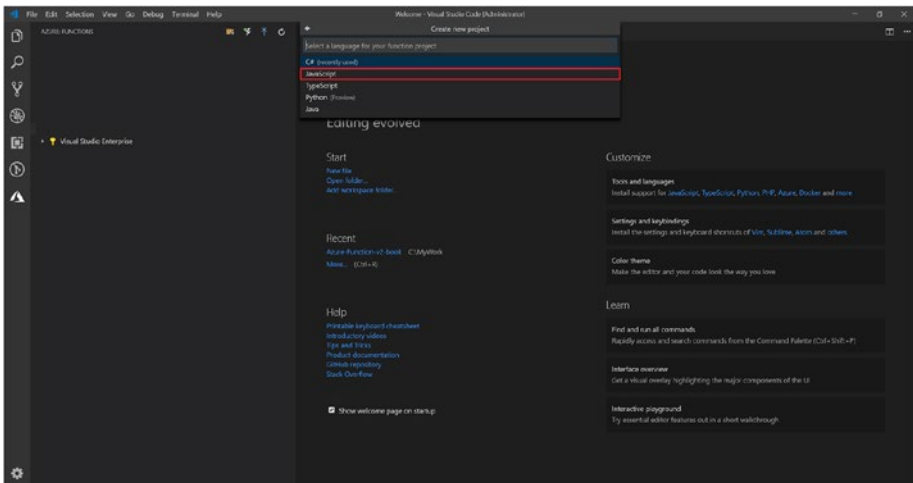 File Edit Selection View Go Debug Terminal Help
Welcome - Visual Studio Code [Administrator]
AZURE: FUNCTIONS
Create new project
Select a language for your function project
C# (recently used)
JavaScript
TypeScript
Python (Preview)
Java
Editing evolved
Visual Studio Enterprise
Start
New file
Open folder...
Add workspace folder...
Recent
Azure-Function-v2-book C:\MyWork
More... (Ctrl+R)
Help
Printable keyboard cheatsheet
Introductory videos
Tips and Tricks
Product documentation
GitHub repository
Stack Overflow
Show welcome page on startup
Customize
Tools and languages
Install support for JavaScript, TypeScript, Python, PHP, Azure, Docker and more
Settings and keybindings
Install the settings and keyboard shortcuts of Vim, Sublime, Atom and others
Color theme
Make the editor and your code look the way you love
Learn
Find and run all commands
Rapidly access and search commands from the Command Palette (Ctrl+Shift+P)
Interface overview
Get a visual overlay highlighting the major components of the UI
Interactive playground
Try essential editor features out in a short walkthrough